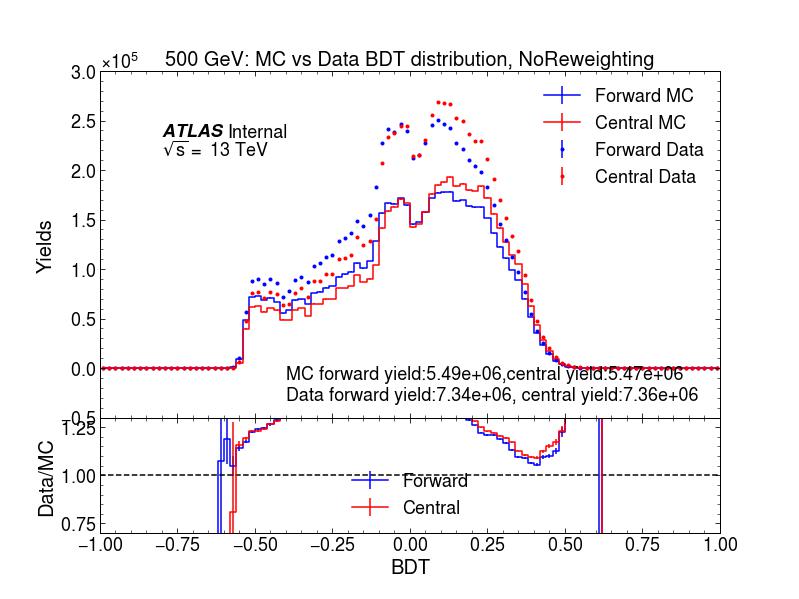 ×10⁵ 500 GeV: MC vs Data BDT distribution, NoReweighting
3.0
Forward MC
2.5
Central MC
ATLAS Internal
√s = 13 TeV
Forward Data
2.0
Central Data
1.5
Yields
1.0
0.5
0.0
MC forward yield:5.49e+06,central yield:5.47e+06
Data forward yield:7.34e+06, central yield:7.36e+06
0.5
1.25
Data/MC
1.00
Forward
Central
0.75
−1.00 −0.75 −0.50 −0.25 0.00 0.25 0.50 0.75 1.00
BDT